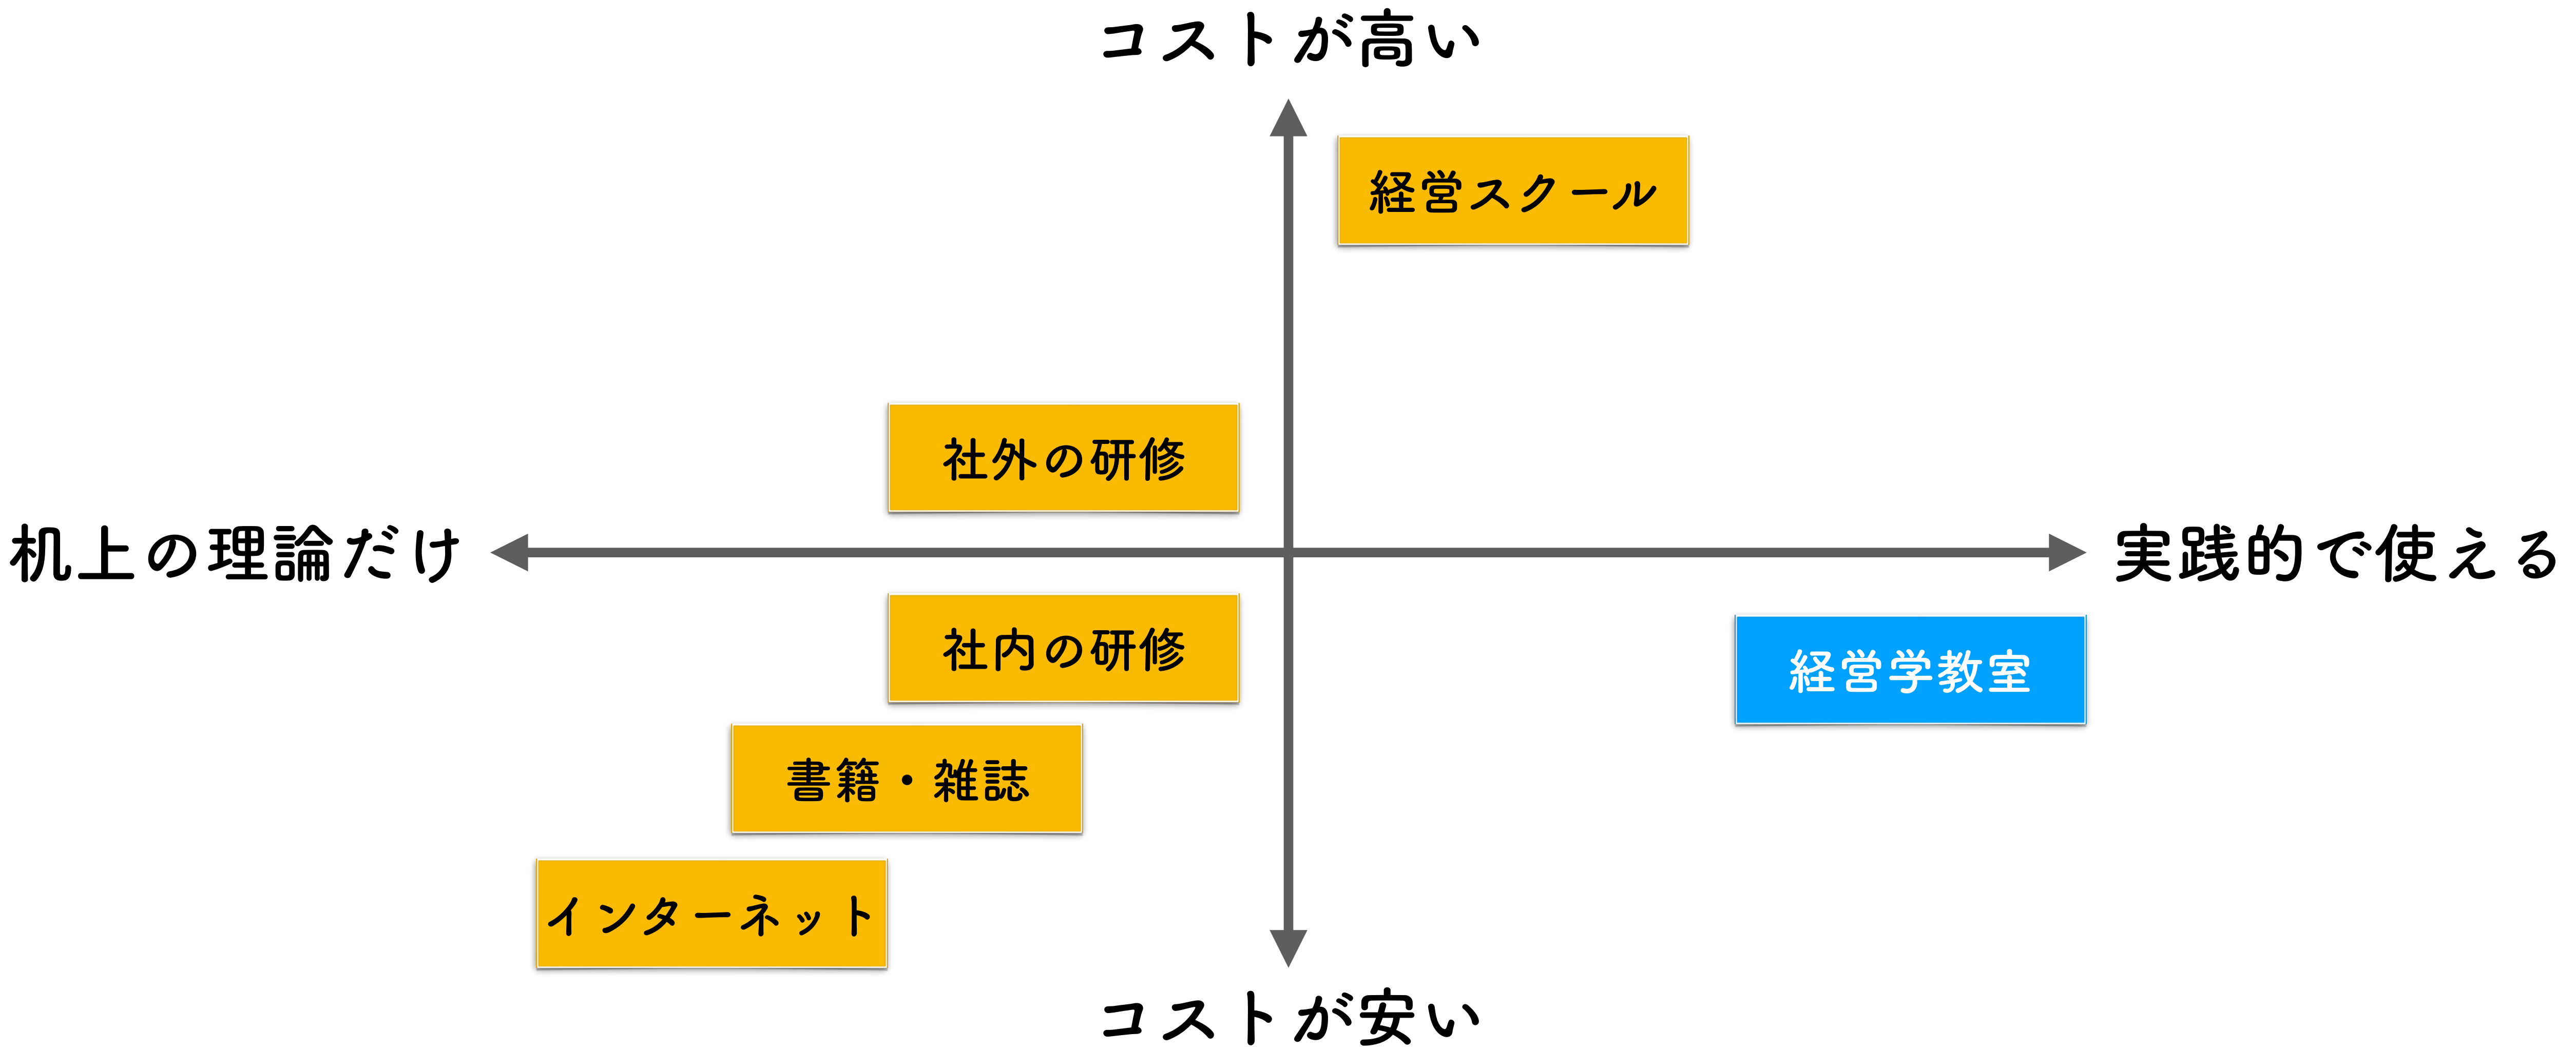 コストが高い
経営スクール
社外の研修
机上の理論だけ
実践的で使える
社内の研修
経営学教室
書籍・雑誌
インターネット
コストが安い